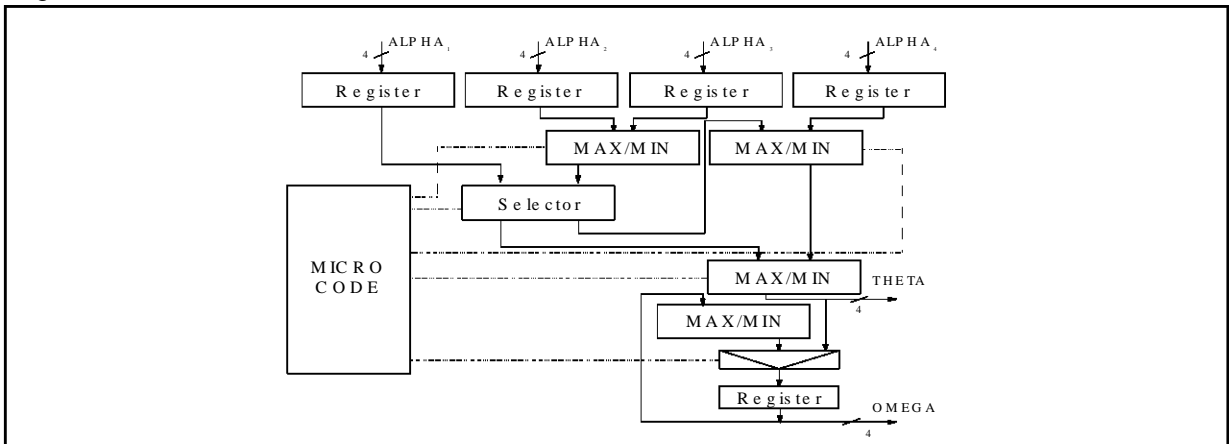 ALPHA₁ ALPHA₂ ALPHA₃ ALPHA₄
4 4 4 4
Register Register Register Register
MAX/MIN MAX/MIN
Selector
MICRO
CODE
MAX/MIN THETA
4
MAX/MIN
Register
OMEGA
4